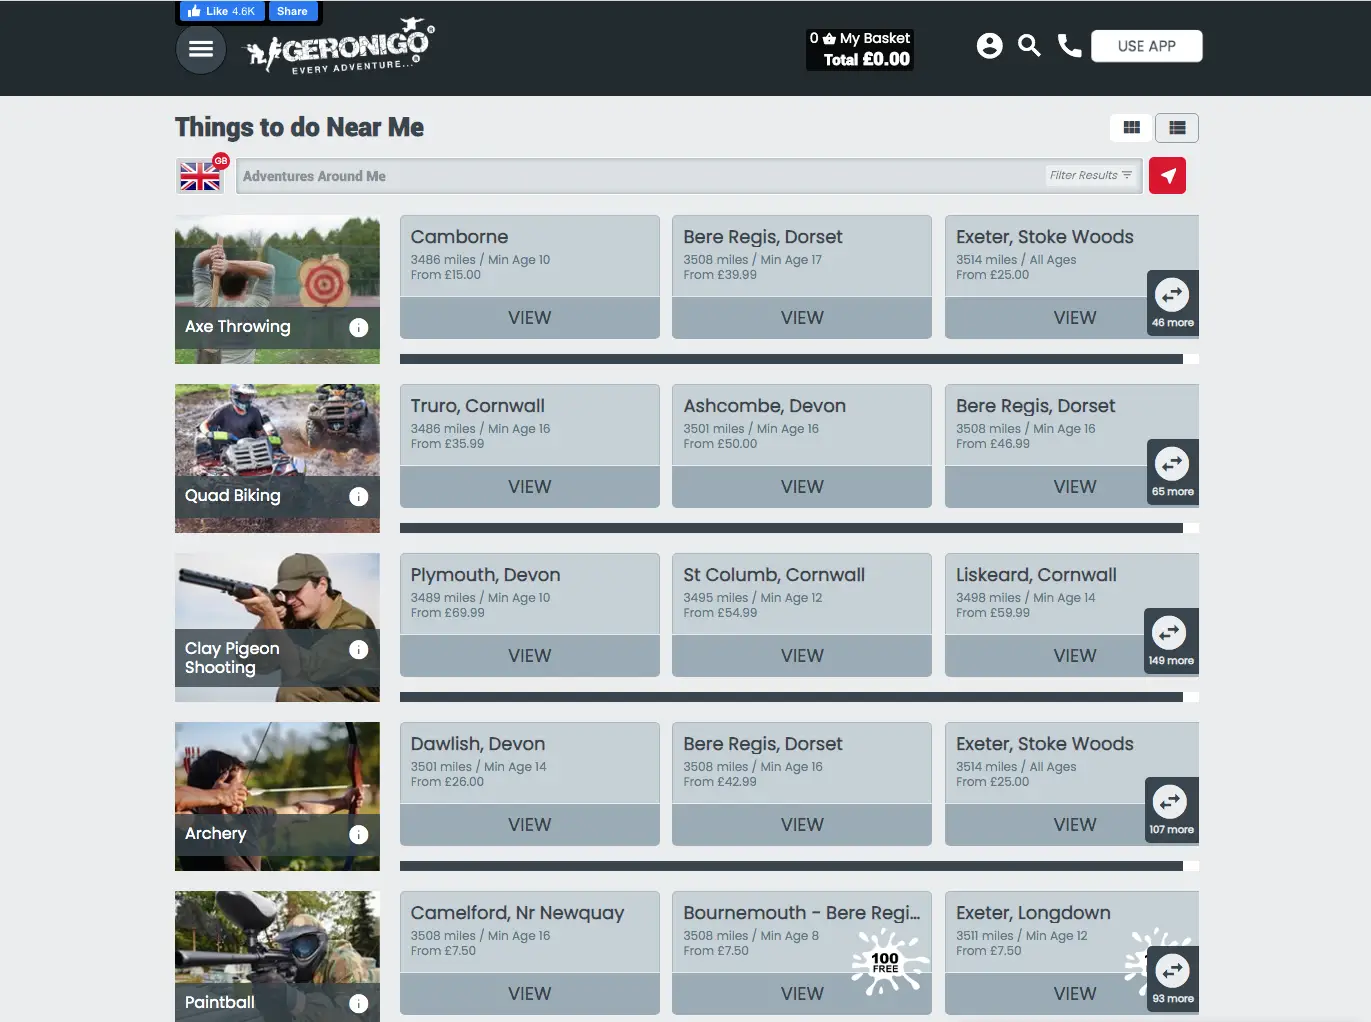 Like 4.6K
Share
GERONIGO®
EVERY ADVENTURE...®
0 My Basket
Total £0.00
USE APP
Things to do Near Me
GB
Adventures Around Me
Filter Results
Axe Throwing
Camborne
3486 miles / Min Age 10
From £15.00
VIEW
Bere Regis, Dorset
3508 miles / Min Age 17
From £39.99
VIEW
Exeter, Stoke Woods
3514 miles / All Ages
From £25.00
VIEW
46 more
Quad Biking
Truro, Cornwall
3486 miles / Min Age 16
From £35.99
VIEW
Ashcombe, Devon
3501 miles / Min Age 16
From £50.00
VIEW
Bere Regis, Dorset
3508 miles / Min Age 16
From £46.99
VIEW
65 more
Clay Pigeon
Shooting
Plymouth, Devon
3489 miles / Min Age 10
From £69.99
VIEW
St Columb, Cornwall
3495 miles / Min Age 12
From £54.99
VIEW
Liskeard, Cornwall
3498 miles / Min Age 14
From £59.99
VIEW
149 more
Archery
Dawlish, Devon
3501 miles / Min Age 14
From £26.00
VIEW
Bere Regis, Dorset
3508 miles / Min Age 16
From £42.99
VIEW
Exeter, Stoke Woods
3514 miles / All Ages
From £25.00
VIEW
107 more
Paintball
Camelford, Nr Newquay
3508 miles / Min Age 16
From £7.50
VIEW
Bournemouth - Bere Regi...
3508 miles / Min Age 8
From £7.50
100
FREE
VIEW
Exeter, Longdown
3511 miles / Min Age 12
From £7.50
VIEW
93 more